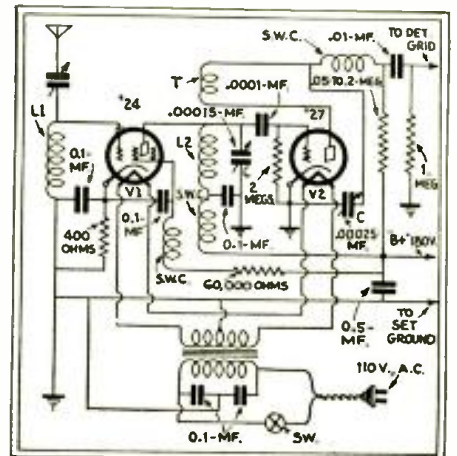 S.W.C.
.01-MF.
TO DET.
GRID
T
.0001-MF.
.05 TO.2-MEG
.00015-MF.
L1
'24
L2
'27
0.1-
MF.
V1
0.1-
MF
S.W.C.
2
MEGS.
V2
C
.00025
MF.
1
MEG
400
OHMS
0.1-MF.
B+ 180V.
S.W.C.
60,000 OHMS
0.5-
MF.
TO
SET
GROUND
110 V. A.C.
0.1-MF.
SW.